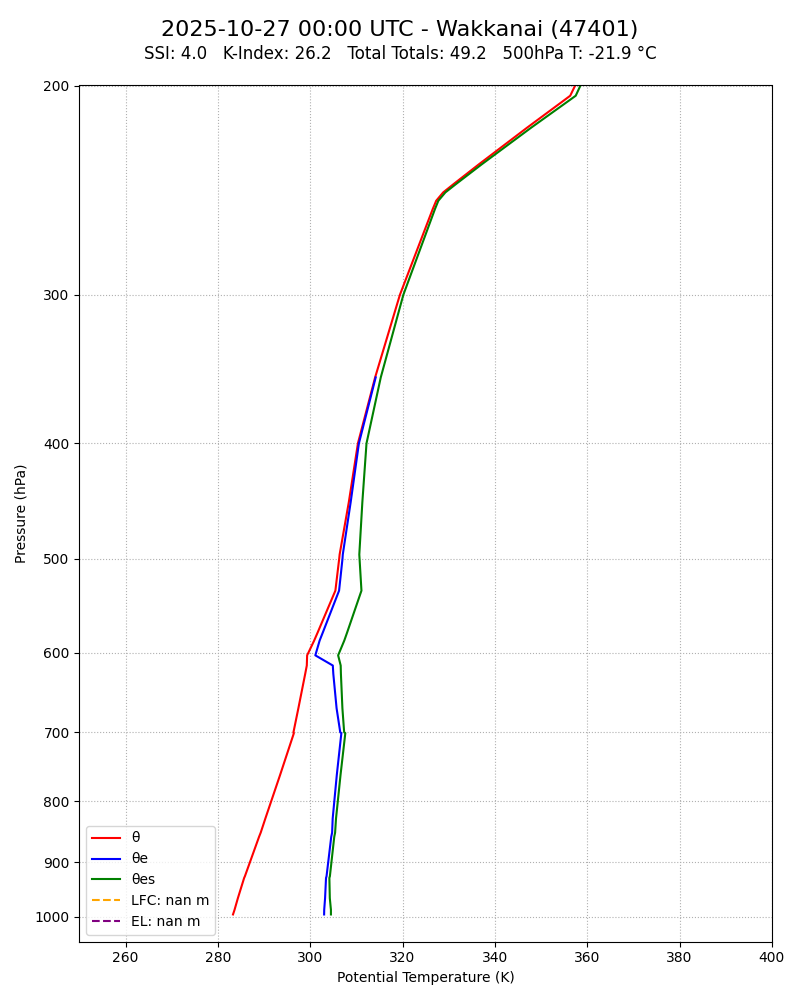 2025-10-27 00:00 UTC - Wakkanai (47401)
SSI: 4.0 K-Index: 26.2 Total Totals: 49.2 500hPa T: -21.9 °C
200
300
400
500
600
700
800
900
1000
Pressure (hPa)
θ
θe
θes
LFC: nan m
EL: nan m
260 280 300 320 340 360 380 400
Potential Temperature (K)